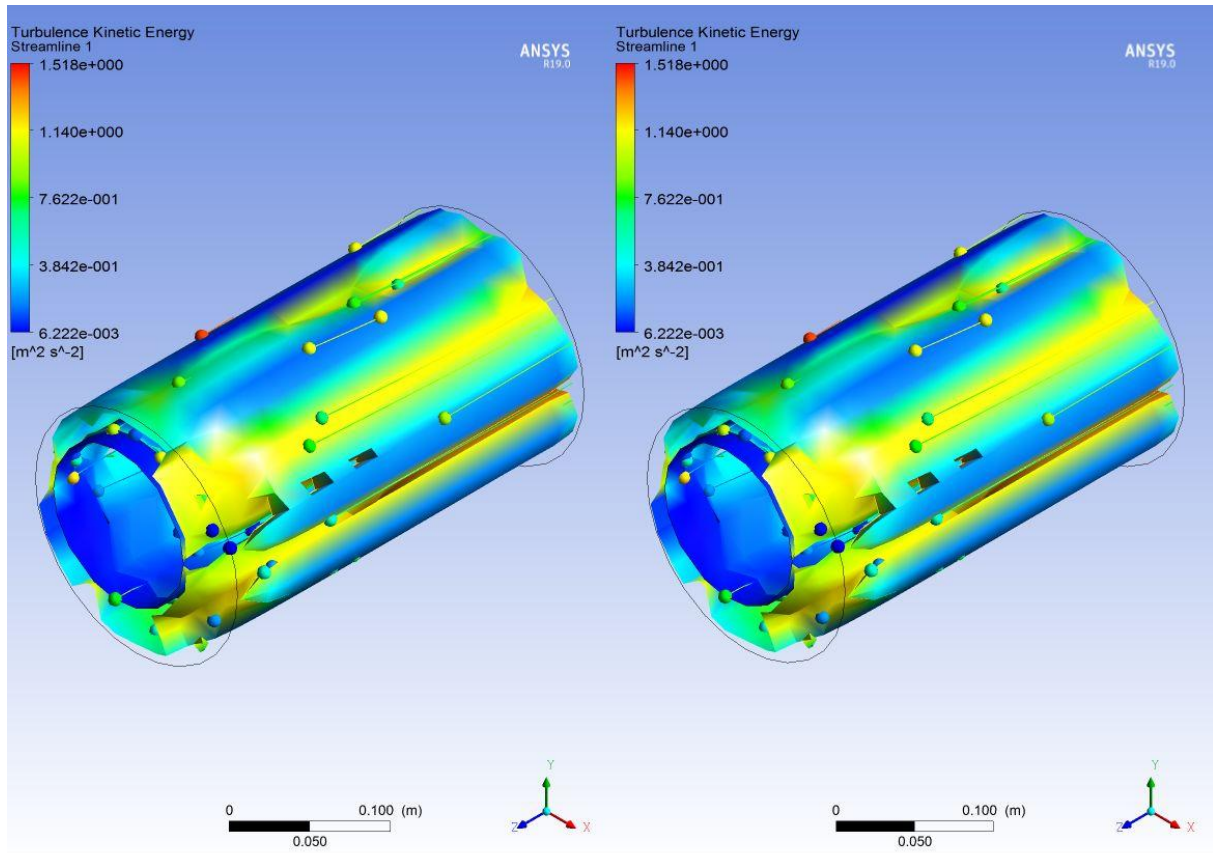 Turbulence Kinetic Energy
Streamline 1
1.518e+000
1.140e+000
7.622e-001
3.842e-001
6.222e-003
[m^2 s^-2]
ANSYS
R19.0
0 0.100 (m)
0.050
Y
Z
X
Turbulence Kinetic Energy
Streamline 1
1.518e+000
1.140e+000
7.622e-001
3.842e-001
6.222e-003
[m^2 s^-2]
ANSYS
R19.0
0 0.100 (m)
0.050
Y
Z
X